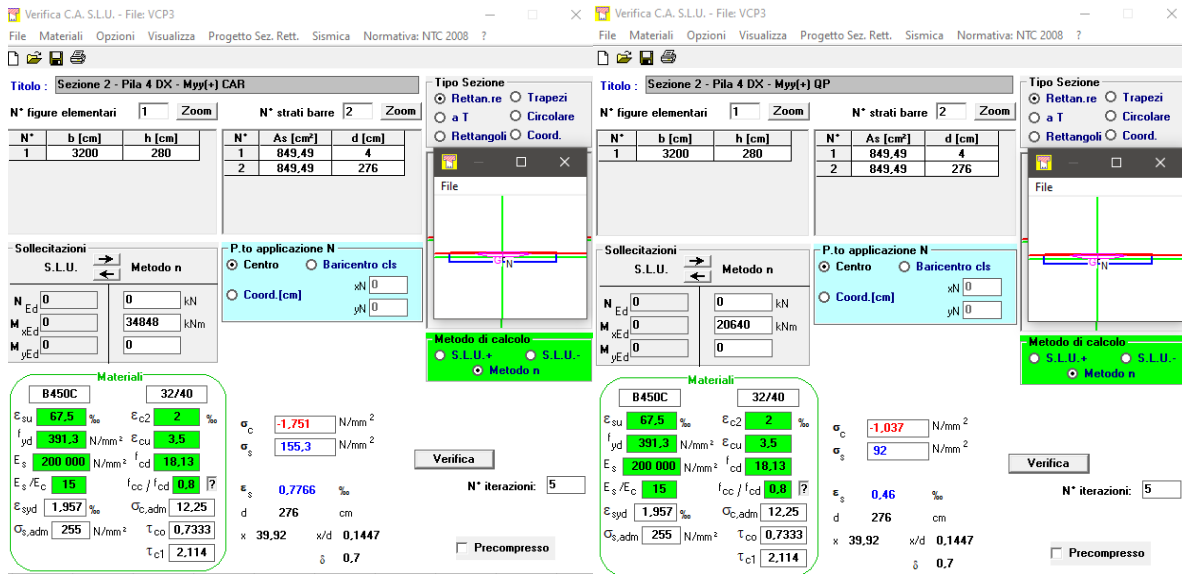 Verifica C.A. S.L.U. - File: VCP3
File Materiali Opzioni Visualizza Progetto Sez. Rett. Sismica Normativa: NTC 2008 ?
Titolo : Sezione 2 - Pila 4 DX - Myy(+) CAR
N° figure elementari 1 Zoom N° strati barre 2 Zoom
N° b [cm] h [cm]
1 3200 280
N° As [cm²] d [cm]
1 849,49 4
2 849,49 276
Tipo Sezione
Rettan.re Trapezi
a T Circolare
Rettangoli Coord.
File
G N
Sollecitazioni
S.L.U. Metodo n
N Ed 0 0 kN
M xEd 0 34848 kNm
M yEd 0 0
P.to applicazione N
Centro Baricentro cls
Coord.[cm] xN 0
yN 0
Metodo di calcolo
S.L.U.+ S.L.U.-
Metodo n
Materiali
B450C 32/40
εsu 67,5 ‰ εc2 2 ‰
fyd 391,3 N/mm² εcu 3,5
Es 200 000 N/mm² fcd 18,13
Es/Ec 15 fcc / fcd 0,8 ?
εsyd 1,957 ‰ σc,adm 12,25
σs,adm 255 N/mm² τco 0,7333
τc1 2,114
σc -1,751 N/mm²
σs 155,3 N/mm²
εs 0,7766 ‰
d 276 cm
x 39,92 x/d 0,1447
δ 0,7
Verifica
N° iterazioni: 5
Precompresso
Verifica C.A. S.L.U. - File: VCP3
File Materiali Opzioni Visualizza Progetto Sez. Rett. Sismica Normativa: NTC 2008 ?
Titolo : Sezione 2 - Pila 4 DX - Myy(+) QP
N° figure elementari 1 Zoom N° strati barre 2 Zoom
N° b [cm] h [cm]
1 3200 280
N° As [cm²] d [cm]
1 849,49 4
2 849,49 276
Tipo Sezione
Rettan.re Trapezi
a T Circolare
Rettangoli Coord.
File
G N
Sollecitazioni
S.L.U. Metodo n
N Ed 0 0 kN
M xEd 0 20640 kNm
M yEd 0 0
P.to applicazione N
Centro Baricentro cls
Coord.[cm] xN 0
yN 0
Metodo di calcolo
S.L.U.+ S.L.U.-
Metodo n
Materiali
B450C 32/40
εsu 67,5 ‰ εc2 2 ‰
fyd 391,3 N/mm² εcu 3,5
Es 200 000 N/mm² fcd 18,13
Es/Ec 15 fcc / fcd 0,8 ?
εsyd 1,957 ‰ σc,adm 12,25
σs,adm 255 N/mm² τco 0,7333
τc1 2,114
σc -1,037 N/mm²
σs 92 N/mm²
εs 0,46 ‰
d 276 cm
x 39,92 x/d 0,1447
δ 0,7
Verifica
N° iterazioni: 5
Precompresso